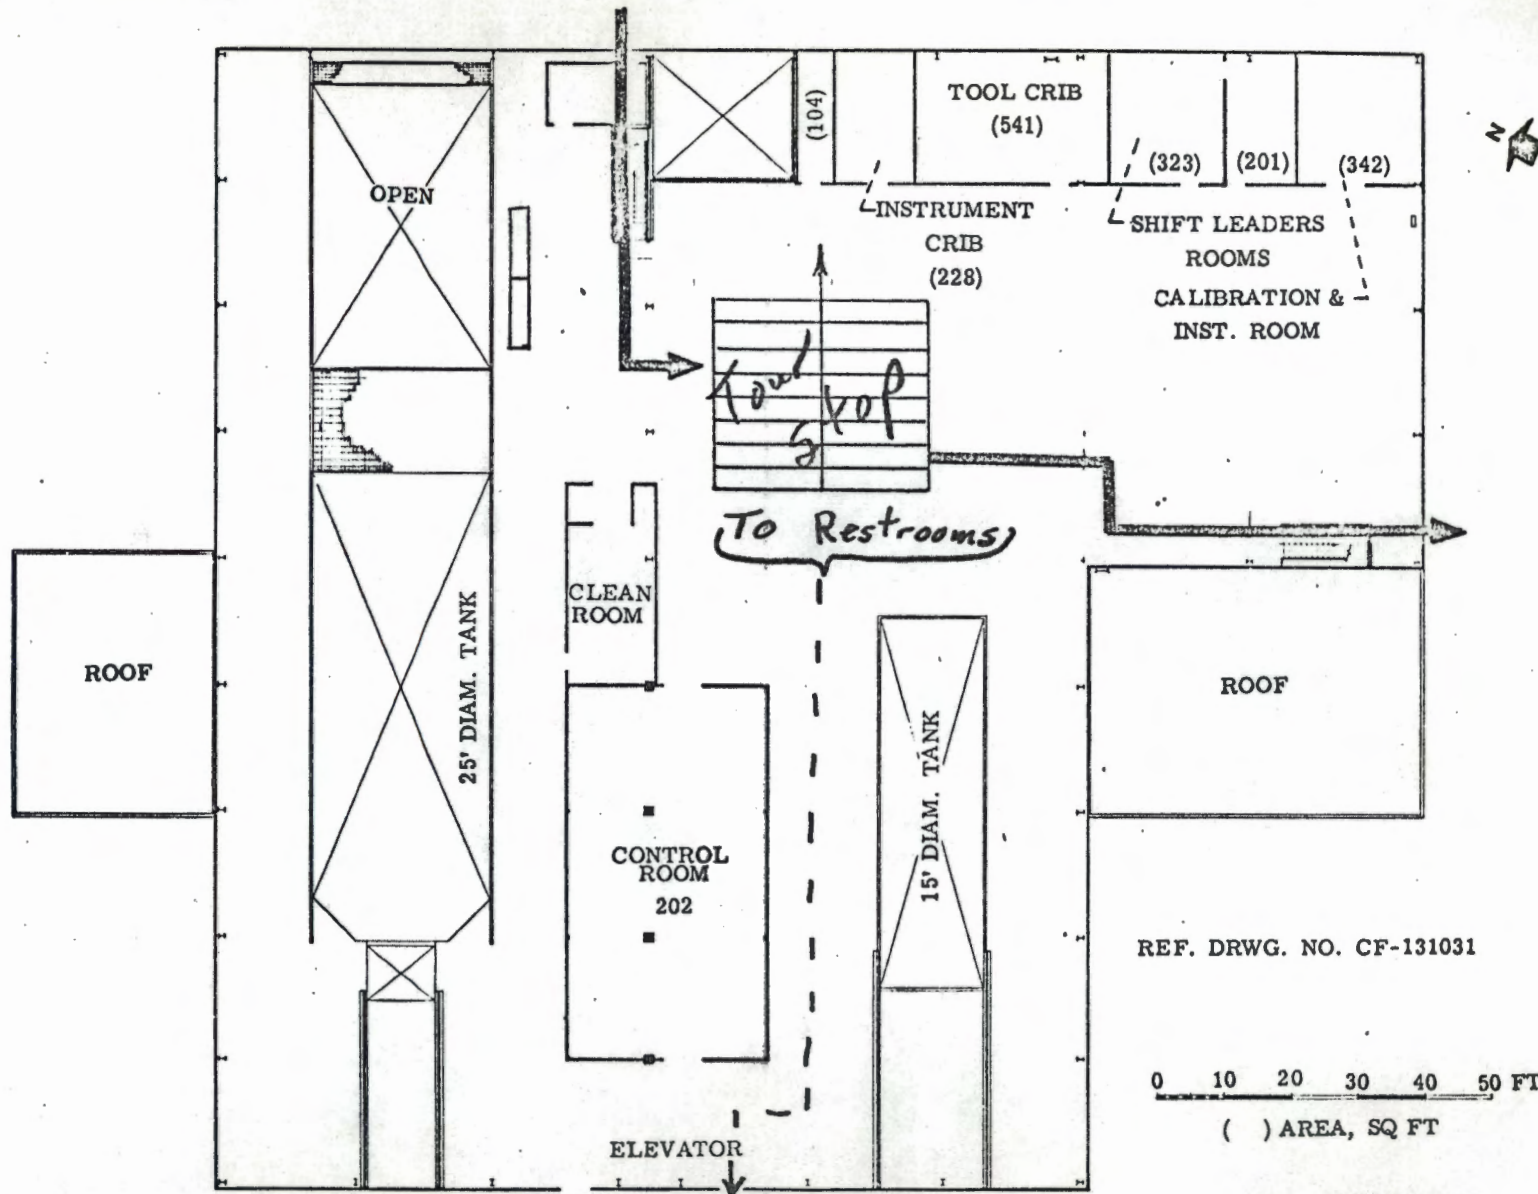 TOOL CRIB
(541)
(104)
(323)
(201)
(342)
N
OPEN
INSTRUMENT
CRIB
(228)
SHIFT LEADERS
ROOMS
CALIBRATION &
INST. ROOM
Tour
Stop
To Restrooms
CLEAN
ROOM
25' DIAM. TANK
ROOF
ROOF
15' DIAM. TANK
CONTROL
ROOM
202
REF. DRWG. NO. CF-131031
0 10 20 30 40 50 FT
( ) AREA, SQ FT
ELEVATOR